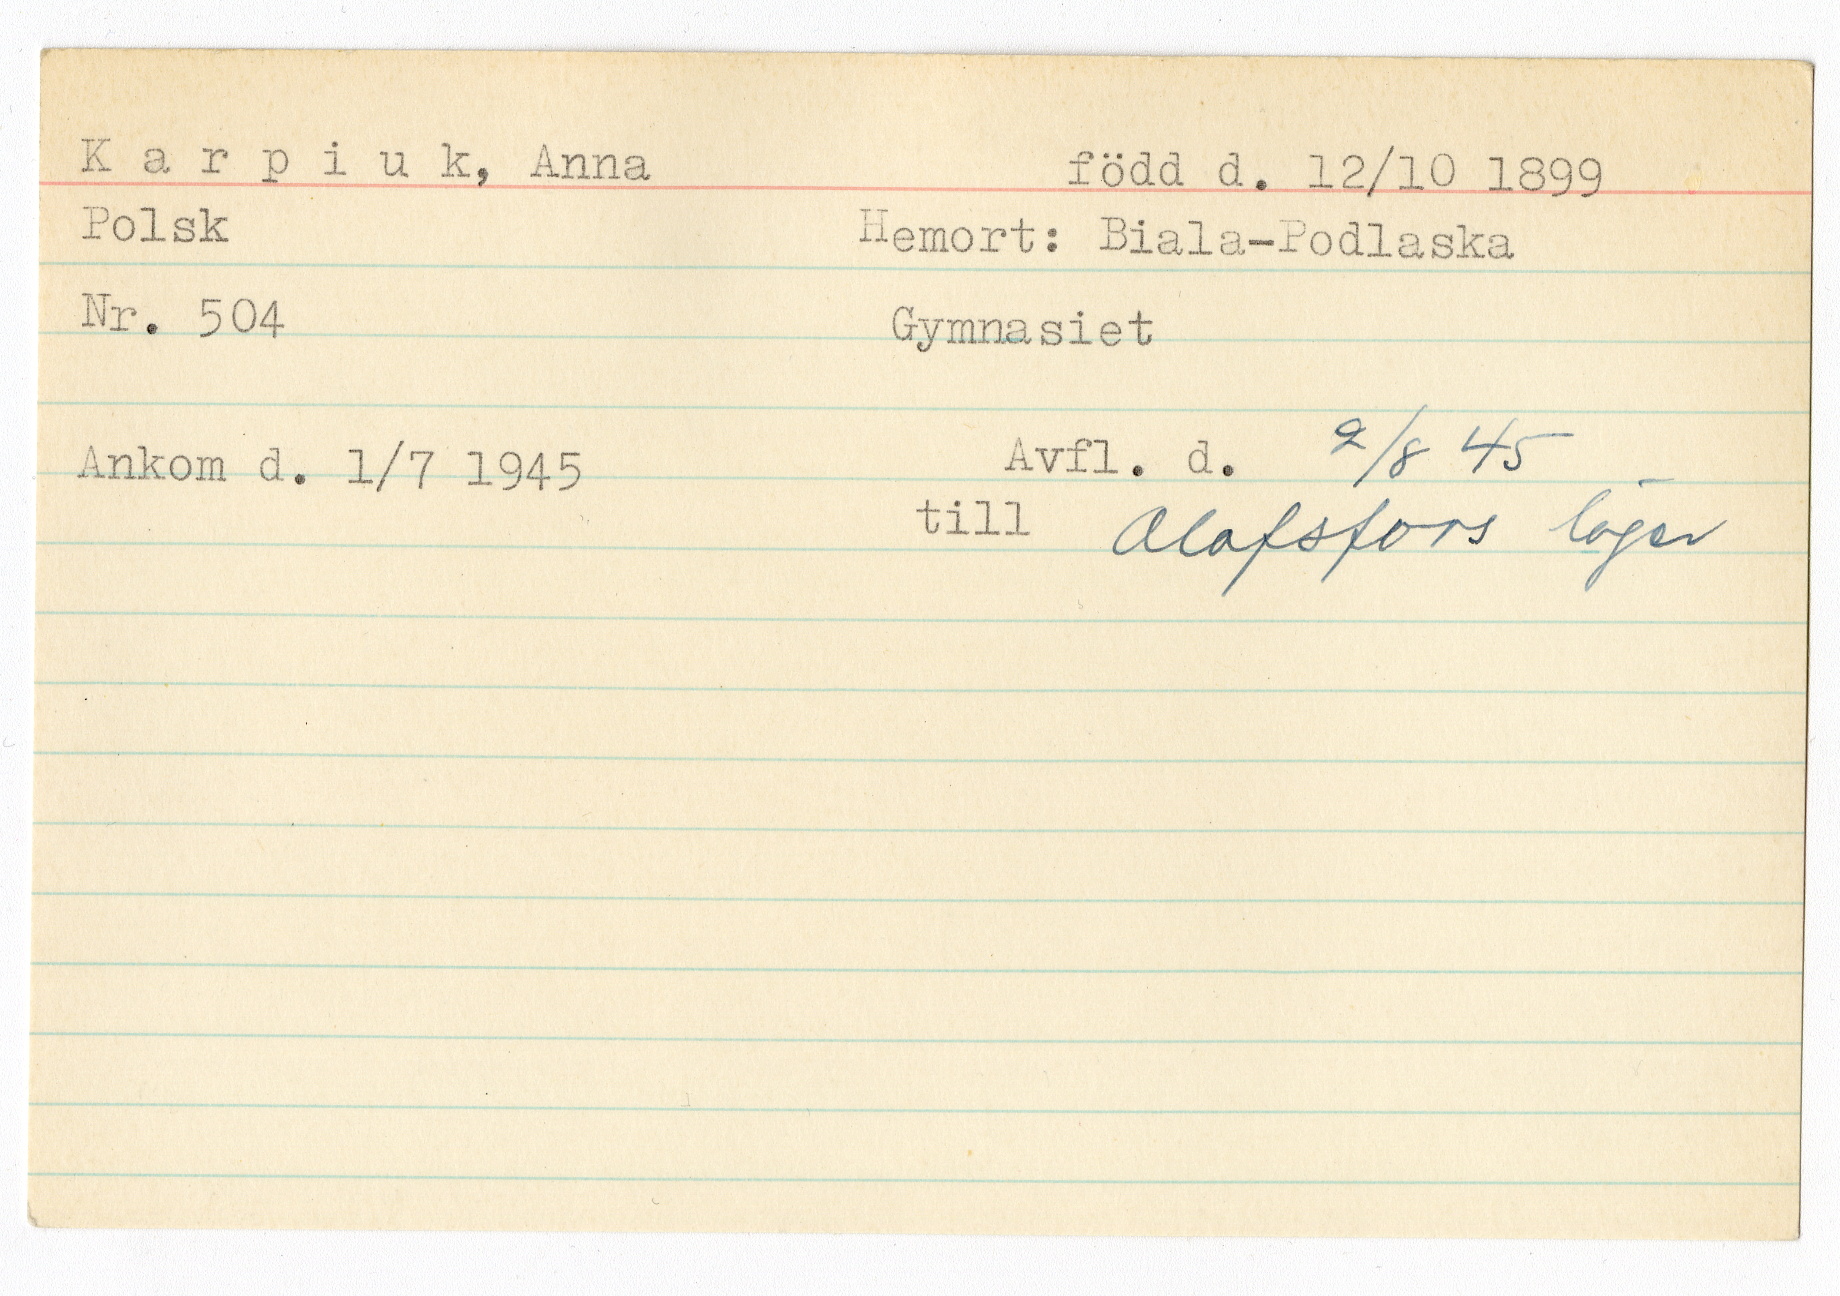 K a r p i u k, Anna född d. 12/10 1899
Polsk Hemort: Biala-Podlaska
Nr. 504 Gymnasiet
Ankom d. 1/7 1945 Avfl. d. 2/8 45
till Olafsfors läger